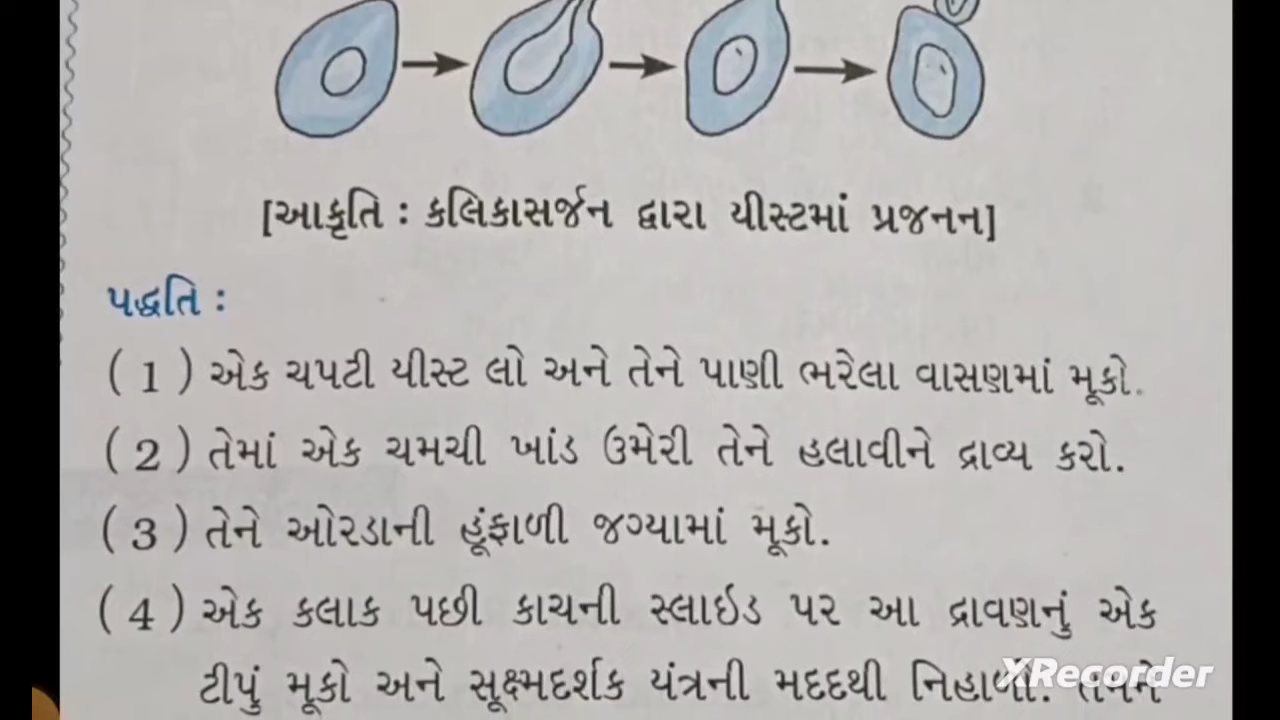 [આકૃતિ : કલિકાસર્જન દ્વારા યીસ્ટમાં પ્રજનન]
પદ્ધતિ :
(1) એક ચપટી યીસ્ટ લો અને તેને પાણી ભરેલા વાસણમાં મૂકો.
(2) તેમાં એક ચમચી ખાંડ ઉમેરી તેને હલાવીને દ્રાવ્ય કરો.
(3) તેને ઓરડાની હૂંફાળી જગ્યામાં મૂકો.
(4) એક કલાક પછી કાચની સ્લાઇડ પર આ દ્રાવણનું એક
ટીપું મૂકો અને સૂક્ષ્મદર્શક યંત્રની મદદથી નિહાળો.
XRecorder